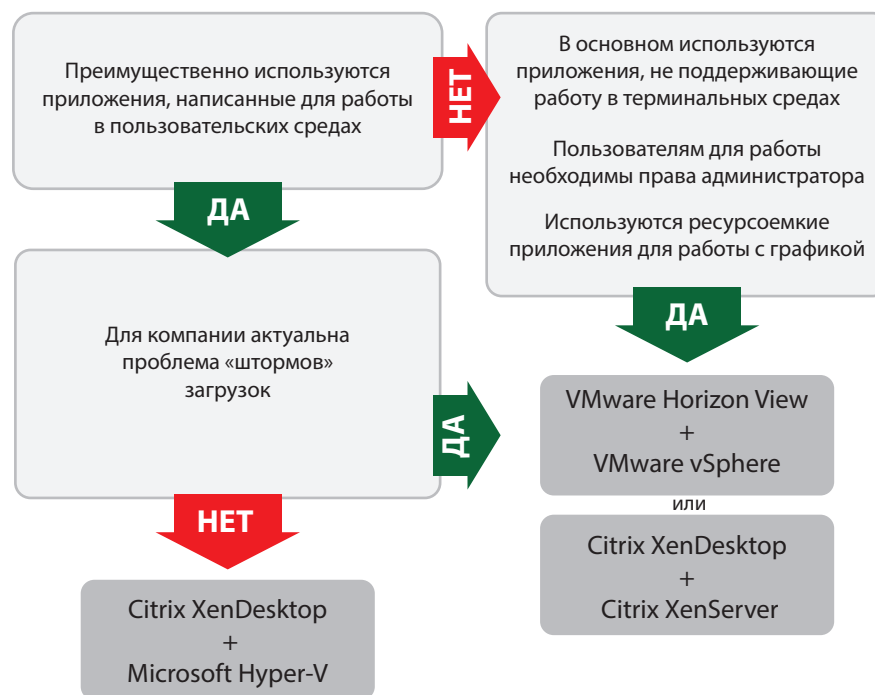 Преимущественно используются
приложения, написанные для работы
в пользовательских средах
НЕТ
В основном используются
приложения, не поддерживающие
работу в терминальных средах
Пользователям для работы
необходимы права администратора
Используются ресурсоемкие
приложения для работы с графикой
ДА
ДА
Для компании актуальна
проблема «штормов»
загрузок
ДА
VMware Horizon View
+
VMware vSphere
или
Citrix XenDesktop
+
Citrix XenServer
НЕТ
Citrix XenDesktop
+
Microsoft Hyper-V